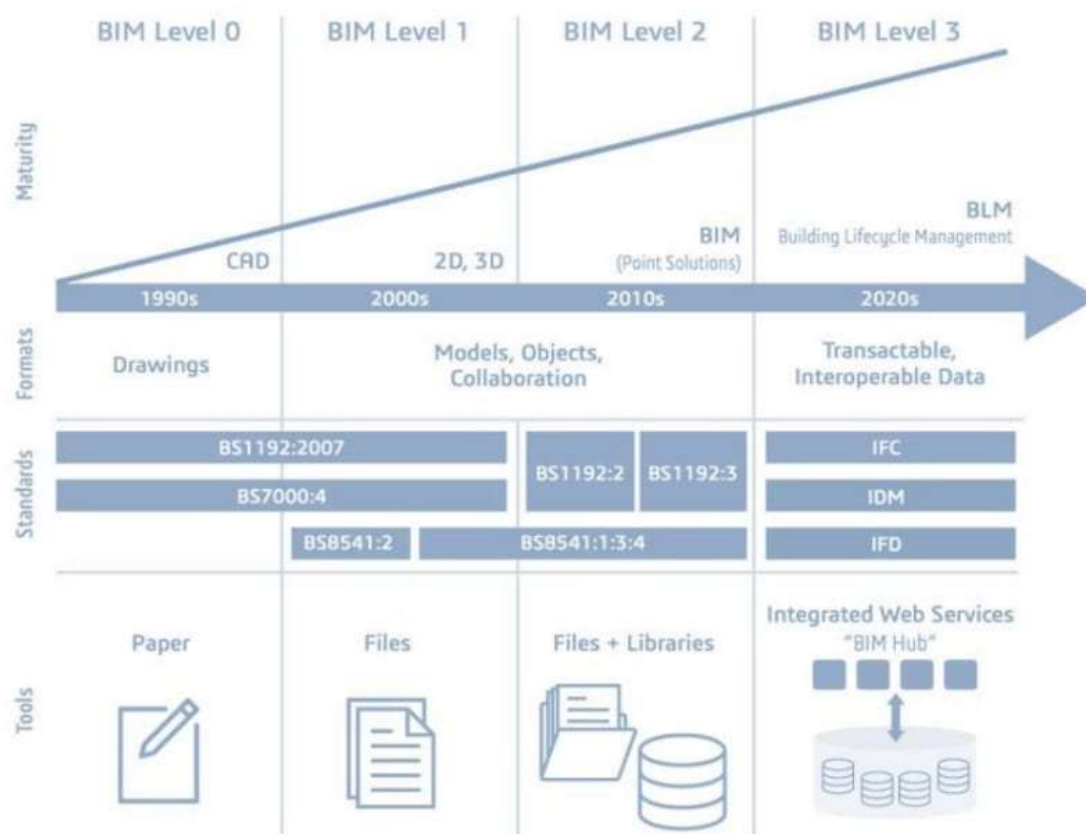 BIM Level 0
BIM Level 1
BIM Level 2
BIM Level 3
Maturity
CAD
2D, 3D
BIM
(Point Solutions)
BLM
Building Lifecycle Management
1990s
2000s
2010s
2020s
Formats
Drawings
Models, Objects,
Collaboration
Transactable,
Interoperable Data
Standards
BS1192:2007
BS7000:4
BS8541:2
BS8541:1:3:4
BS1192:2
BS1192:3
IFC
IDM
IFD
Tools
Paper
Files
Files + Libraries
Integrated Web Services
"BIM Hub"